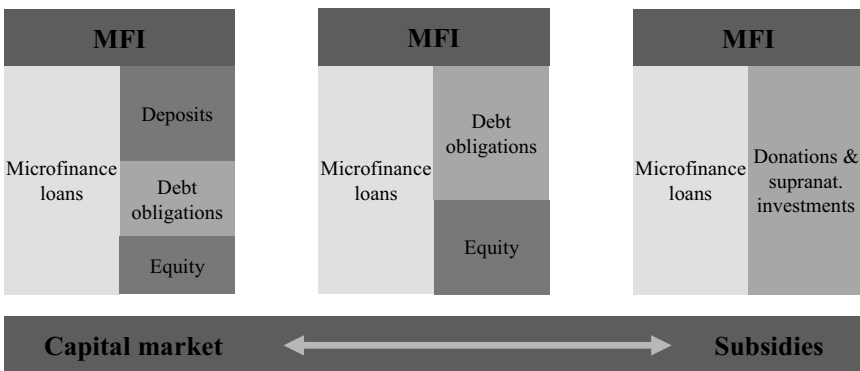 MFI
Microfinance
loans
Deposits
Debt
obligations
Equity
MFI
Microfinance
loans
Debt
obligations
Equity
MFI
Microfinance
loans
Donations &
supranat.
investments
Capital market
Subsidies